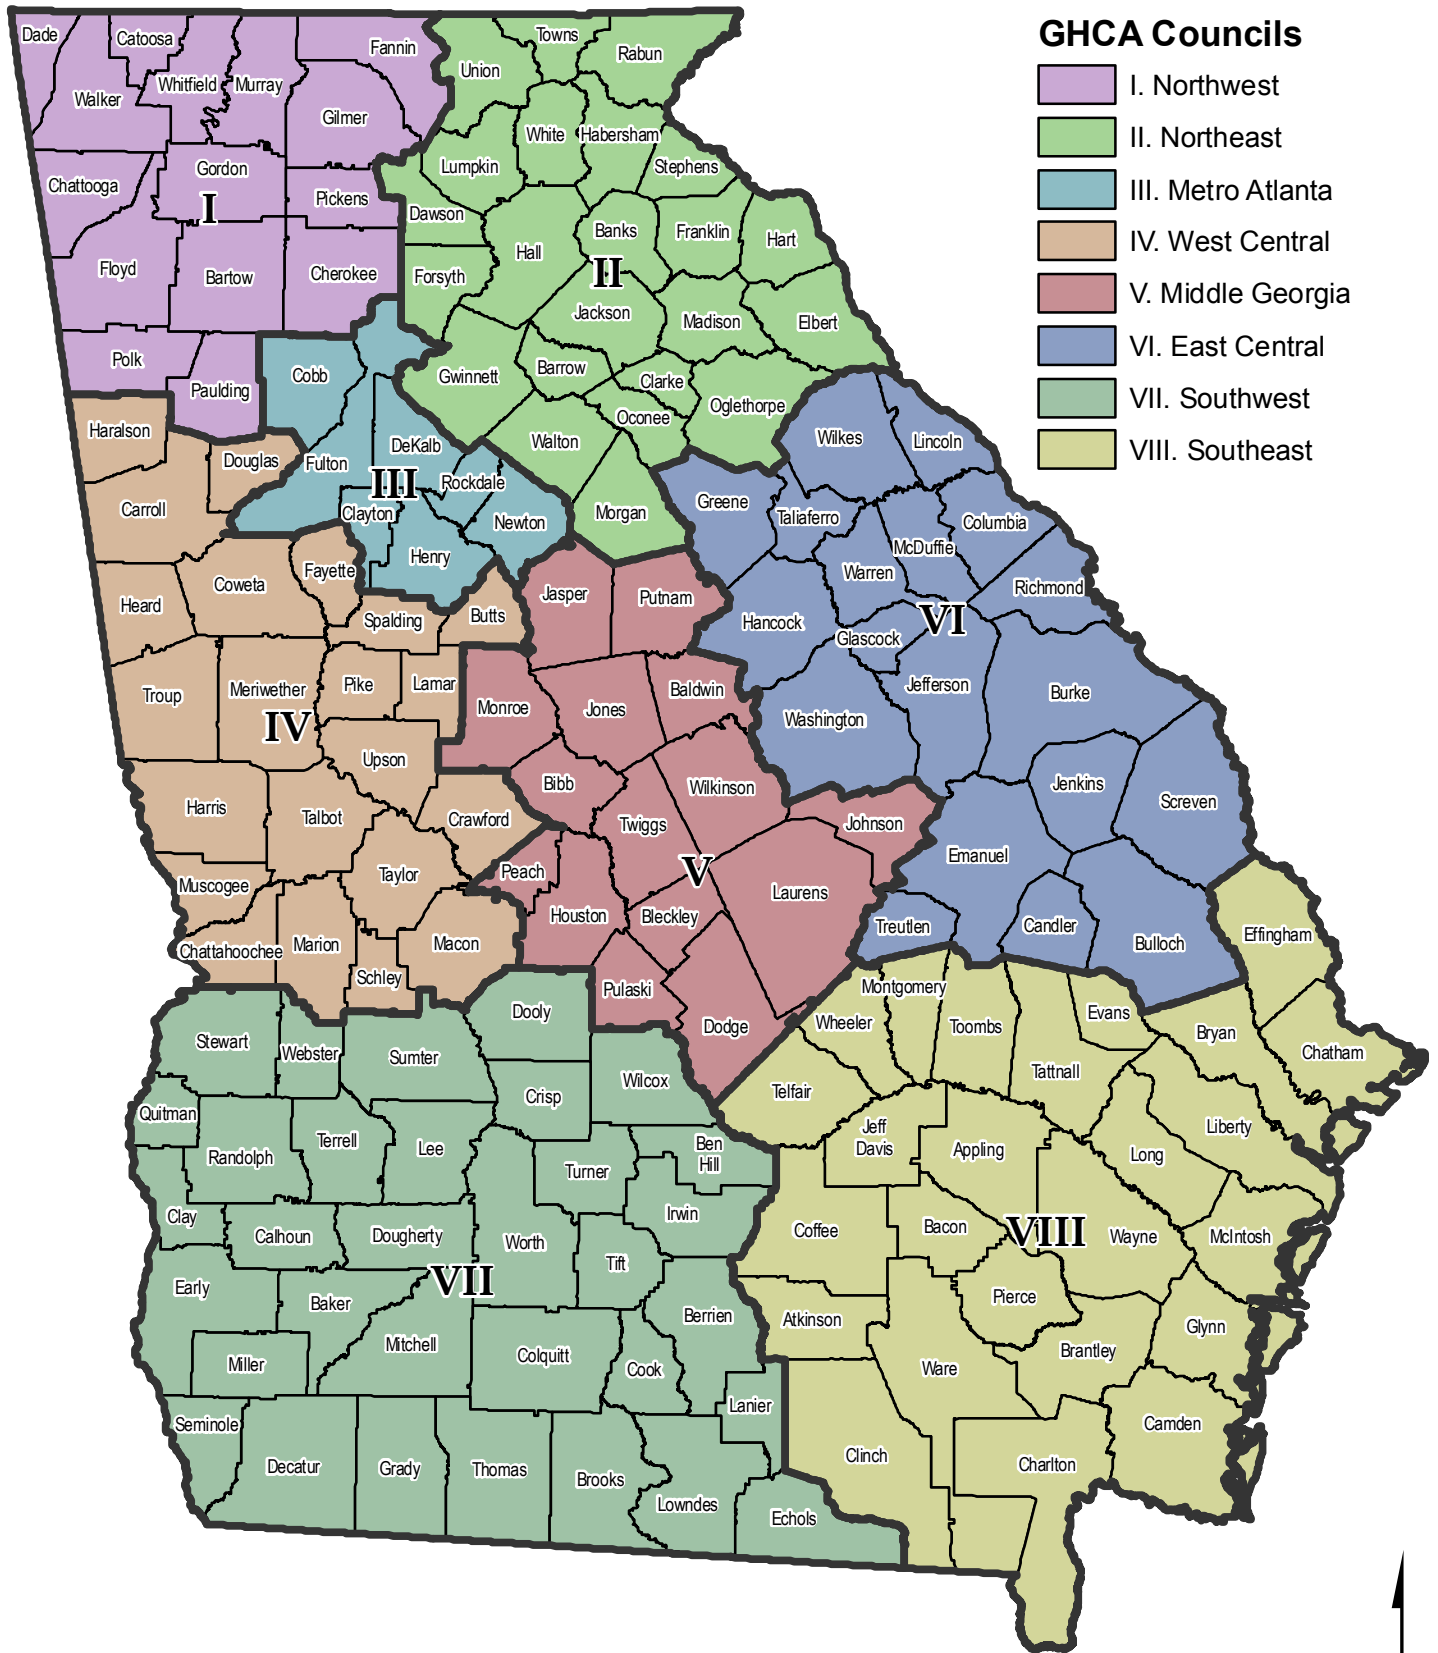 GHCA Councils
I. Northwest
II. Northeast
III. Metro Atlanta
IV. West Central
V. Middle Georgia
VI. East Central
VII. Southwest
VIII. Southeast
Dade
Catoosa
Fannin
Walker
Whitfield
Murray
Gilmer
Chattooga
Gordon
I
Pickens
Floyd
Bartow
Cherokee
Polk
Paulding
Towns
Rabun
Union
White
Habersham
Lumpkin
Stephens
Dawson
Hall
Banks
Franklin
Hart
Forsyth
II
Jackson
Madison
Elbert
Gwinnett
Barrow
Clarke
Oconee
Oglethorpe
Walton
Morgan
Cobb
Fulton
DeKalb
III
Rockdale
Clayton
Newton
Henry
Haralson
Douglas
Carroll
Coweta
Fayette
Heard
Spalding
Butts
Troup
Meriwether
Pike
Lamar
IV
Upson
Harris
Talbot
Crawford
Muscogee
Taylor
Chattahoochee
Marion
Schley
Macon
Jasper
Putnam
Monroe
Jones
Baldwin
Bibb
Wilkinson
Twiggs
Johnson
Peach
V
Laurens
Houston
Bleckley
Pulaski
Dodge
Wilkes
Lincoln
Greene
Taliaferro
Columbia
McDuffie
Warren
Richmond
Hancock
Glascock
VI
Jefferson
Burke
Washington
Jenkins
Screven
Emanuel
Treutlen
Candler
Bulloch
Dooly
Stewart
Webster
Sumter
Crisp
Wilcox
Quitman
Randolph
Terrell
Lee
Turner
Ben
Hill
Clay
Calhoun
Dougherty
Worth
Tift
Irwin
VII
Early
Baker
Mitchell
Berrien
Miller
Colquitt
Cook
Lanier
Seminole
Decatur
Grady
Thomas
Brooks
Lowndes
Echols
Effingham
Montgomery
Wheeler
Toombs
Evans
Bryan
Chatham
Tattnall
Telfair
Jeff
Davis
Appling
Long
Liberty
Coffee
Bacon
VIII
Wayne
McIntosh
Atkinson
Pierce
Glynn
Ware
Brantley
Clinch
Charlton
Camden